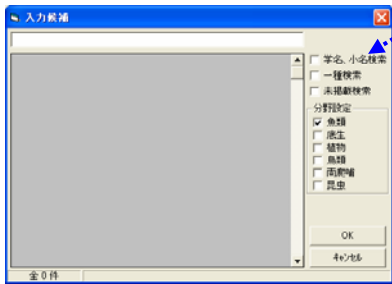 入力候補
学名、小名検索
一種検索
未掲載検索
分野設定
魚類
底生
植物
鳥類
両爬哺
昆虫
OK
キャンセル
全0件